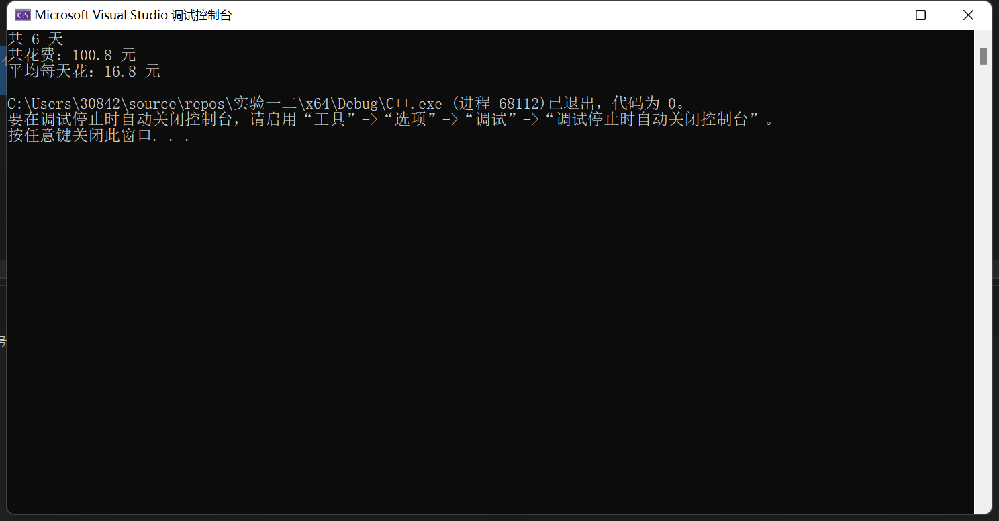 Microsoft Visual Studio 调试控制台
共 6 天
共花费：100.8 元
平均每天花：16.8 元
C:\Users\30842\source\repos\实验一二\x64\Debug\C++.exe (进程 68112)已退出，代码为 0。
要在调试停止时自动关闭控制台，请启用“工具”->“选项”->“调试”->“调试停止时自动关闭控制台”。
按任意键关闭此窗口. . .
号